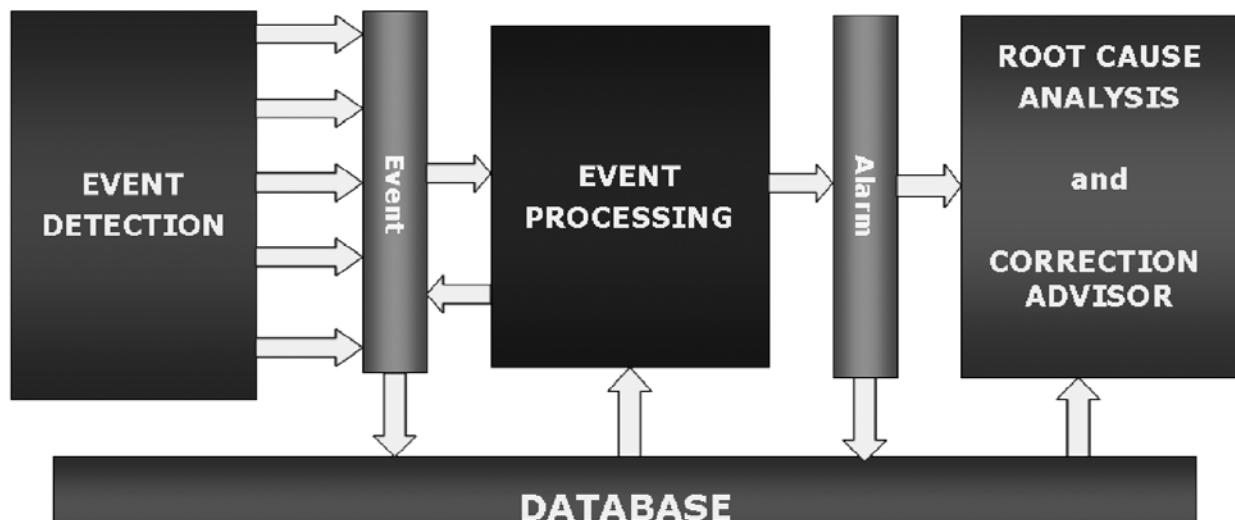 EVENT
DETECTION
Event
EVENT
PROCESSING
Alarm
ROOT CAUSE
ANALYSIS
and
CORRECTION
ADVISOR
DATABASE